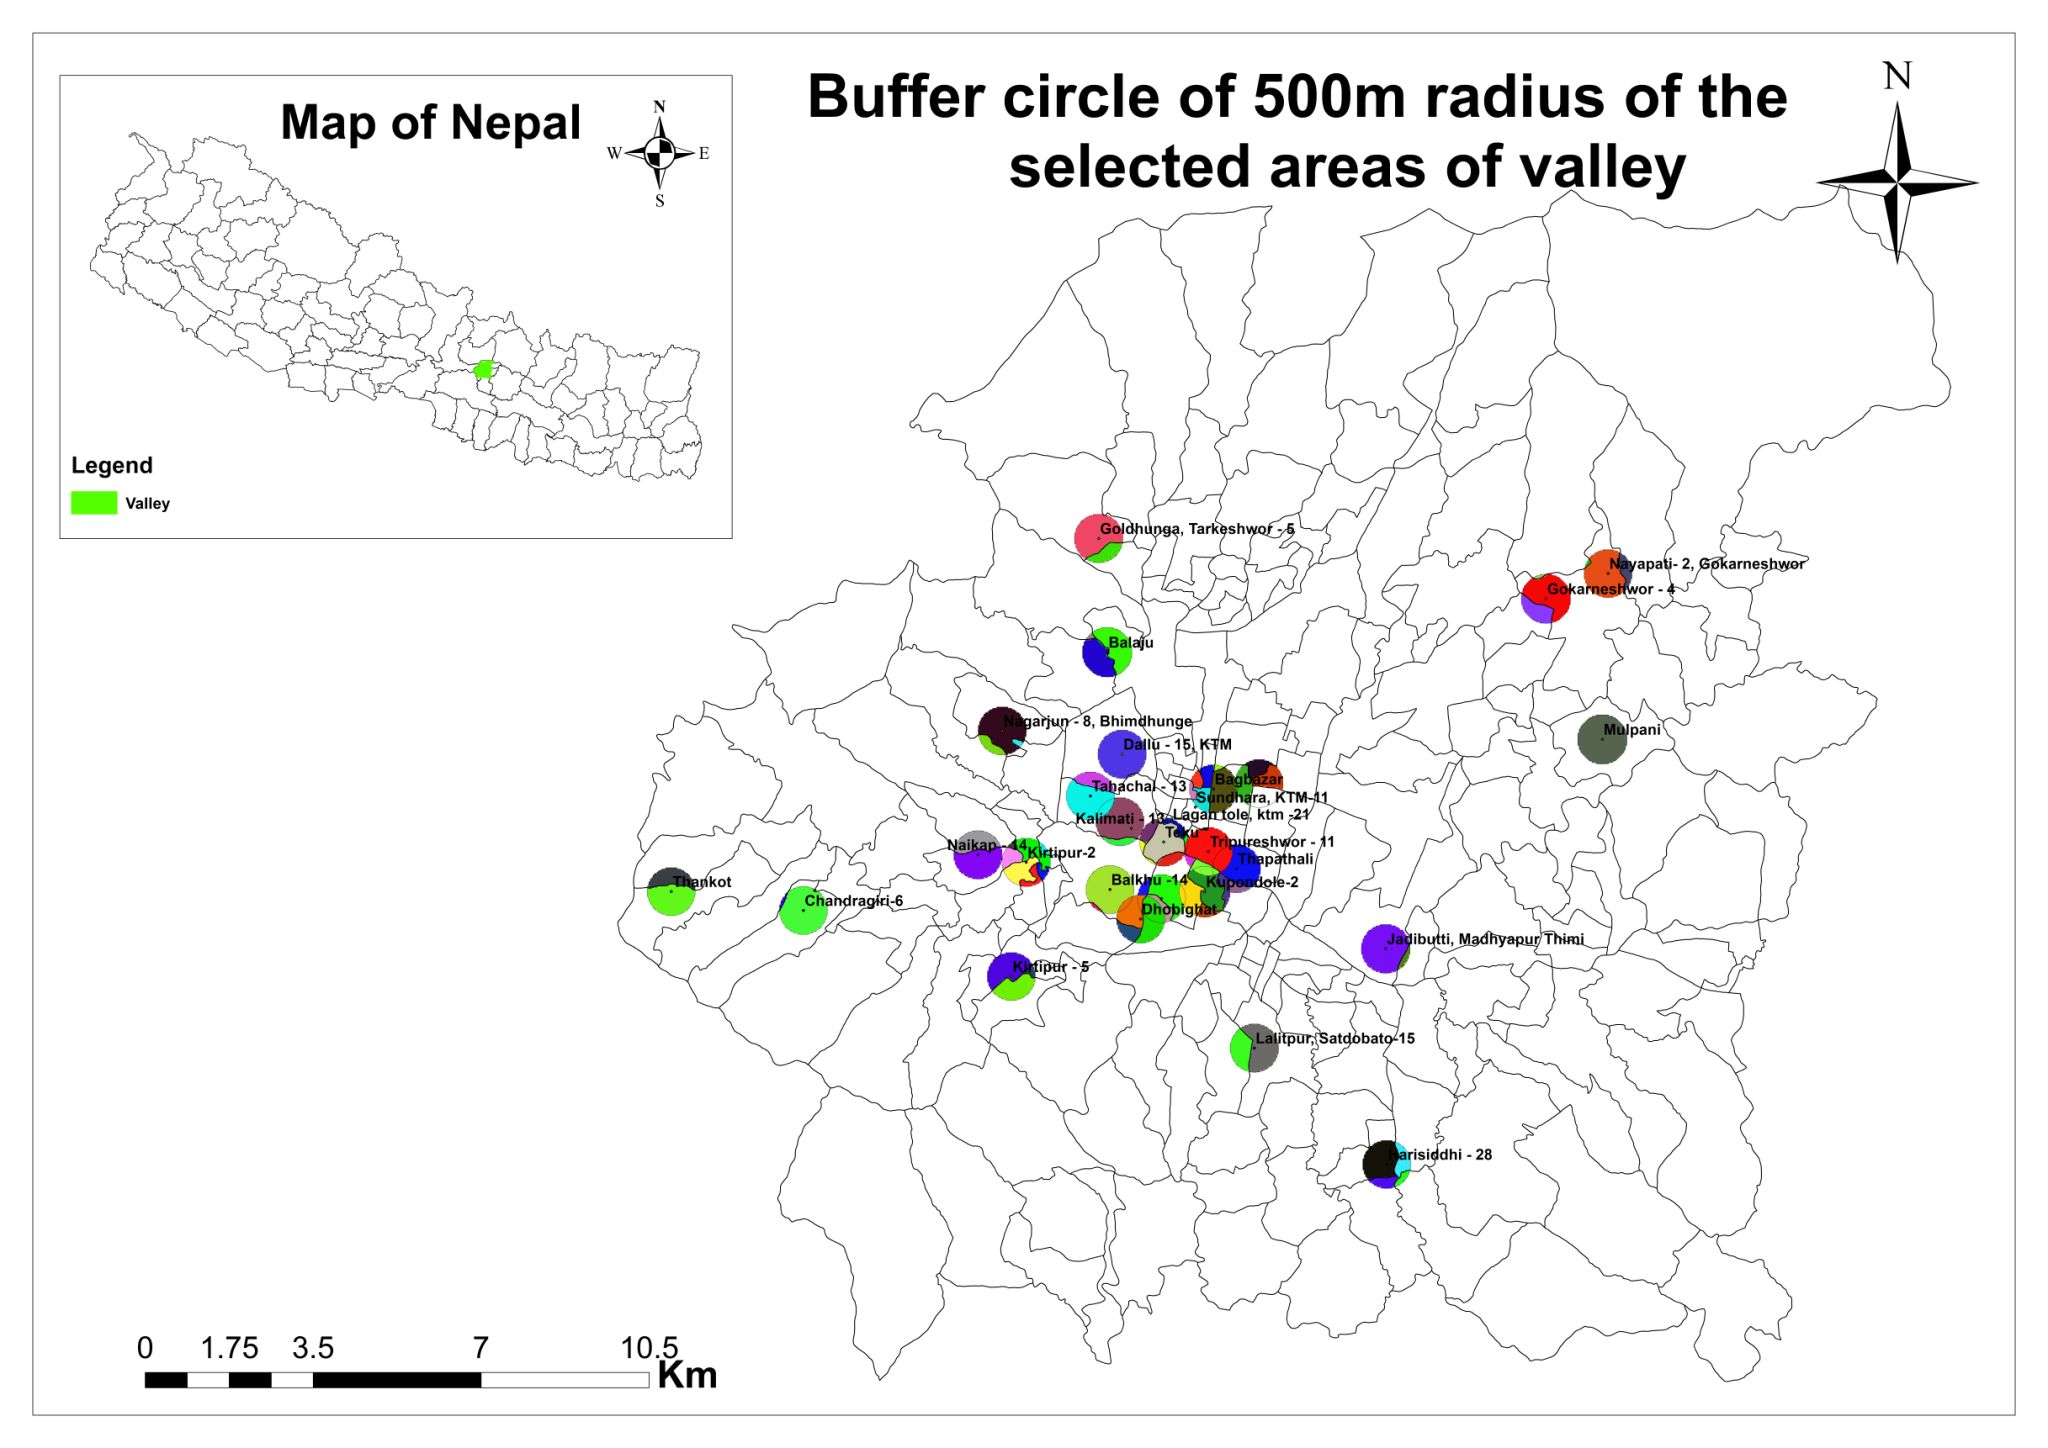 Buffer circle of 500m radius of the
selected areas of valley
N
Map of Nepal
N
W
E
S
Legend
Valley
Goldhunga, Tarkeshwor - 5
Nayapati- 2, Gokarneshwor
Gokarneshwor - 4
Balaju
Nagarjun - 8, Bhimdhunge
Mulpani
Dallu - 15, KTM
Bagbazar
Tahachal - 13
Sundhara, KTM-11
Lagan tole, ktm -21
Kalimati - 13
Teku
Tripureshwor - 11
Naikap - 14
Kirtipur-2
Thapathali
Thankot
Balkhu -14
Kupondole-2
Chandragiri-6
Dhobighat
Jadibutti, Madhyapur Thimi
Kirtipur - 5
Lalitpur, Satdobato-15
Harisiddhi - 28
0 1.75 3.5 7 10.5
Km